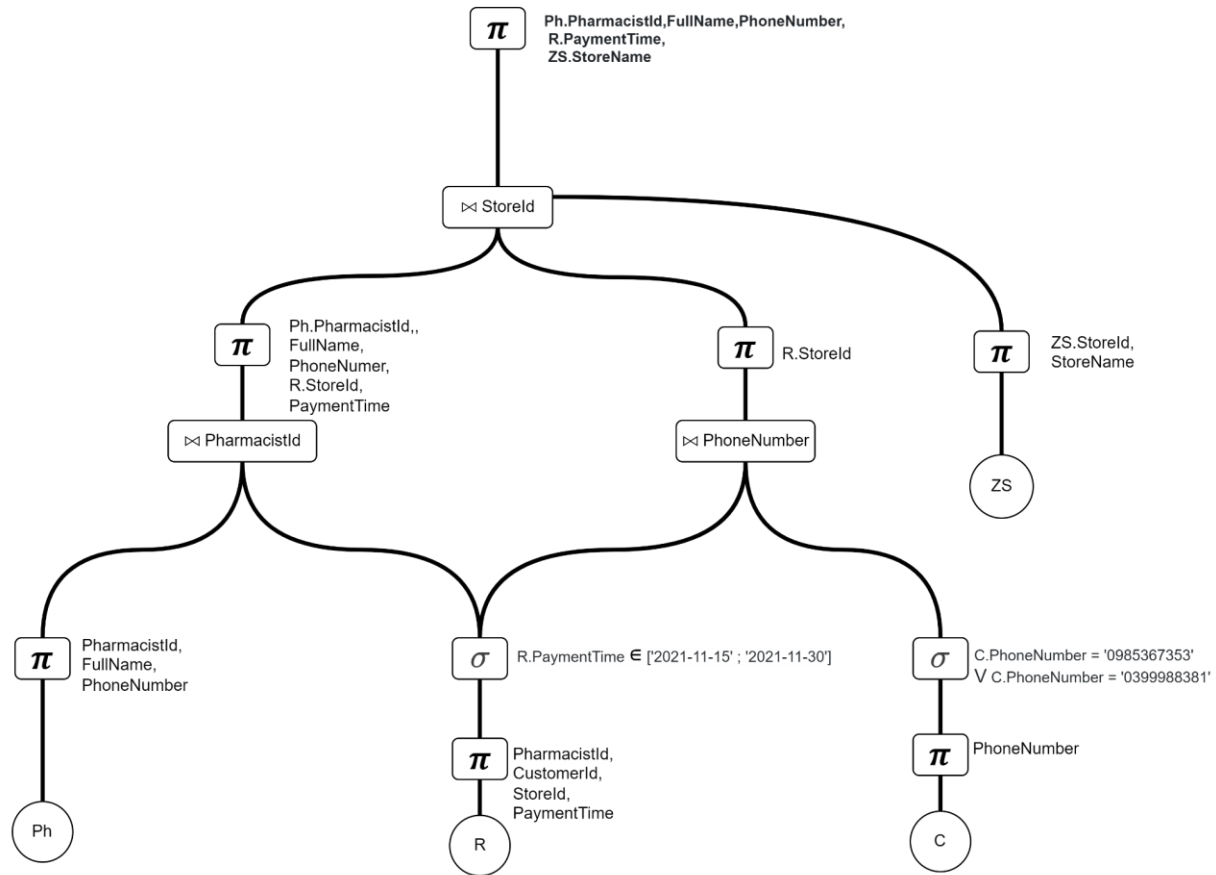 π
Ph.PharmacistId,FullName,PhoneNumber,
R.PaymentTime,
ZS.StoreName
⋈ StoreId
π
Ph.PharmacistId,,
FullName,
PhoneNumer,
R.StoreId,
PaymentTime
π
R.StoreId
π
ZS.StoreId,
StoreName
⋈ PharmacistId
⋈ PhoneNumber
ZS
π
PharmacistId,
FullName,
PhoneNumber
σ
R.PaymentTime ∈ ['2021-11-15' ; '2021-11-30']
σ
C.PhoneNumber = '0985367353'
V C.PhoneNumber = '0399988381'
π
PharmacistId,
CustomerId,
StoreId,
PaymentTime
π
PhoneNumber
Ph
R
C